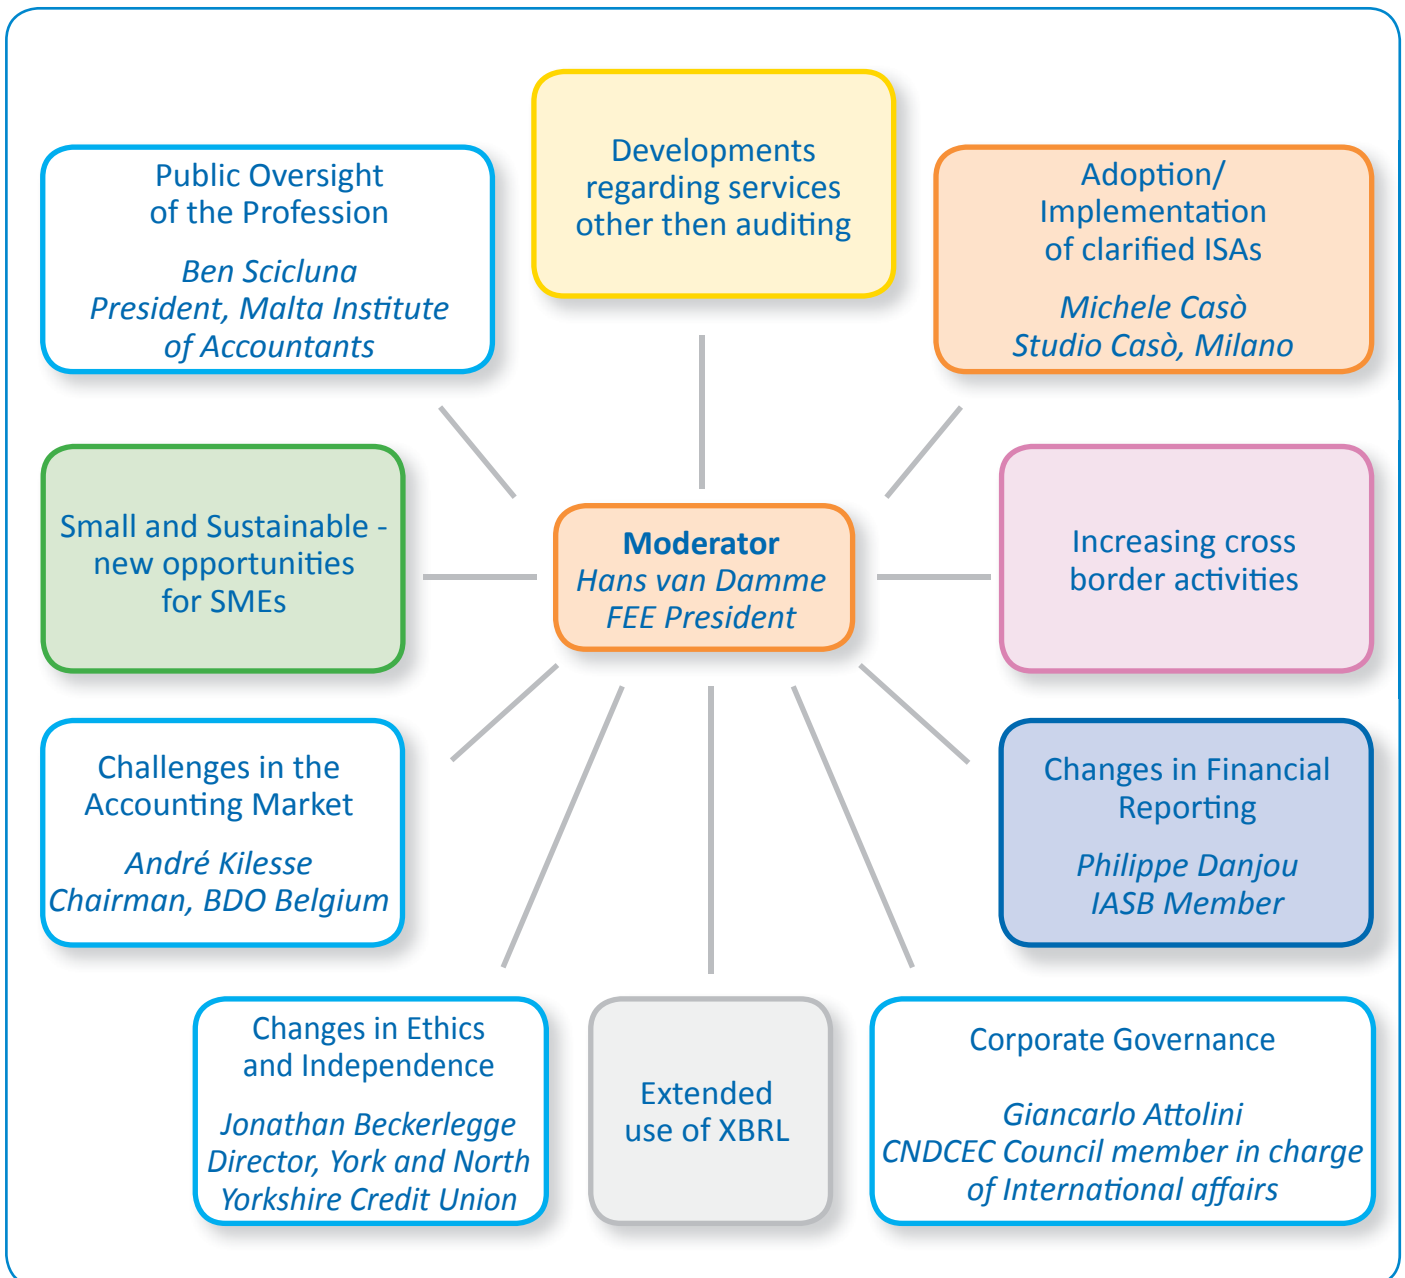 Developments
regarding services
other then auditing
Public Oversight
of the Profession
Ben Scicluna
President, Malta Institute
of Accountants
Adoption/
Implementation
of clarified ISAs
Michele Casò
Studio Casò, Milano
Small and Sustainable -
new opportunities
for SMEs
Moderator
Hans van Damme
FEE President
Increasing cross
border activities
Challenges in the
Accounting Market
André Kilesse
Chairman, BDO Belgium
Changes in Financial
Reporting
Philippe Danjou
IASB Member
Changes in Ethics
and Independence
Jonathan Beckerlegge
Director, York and North
Yorkshire Credit Union
Extended
use of XBRL
Corporate Governance
Giancarlo Attolini
CNDCEC Council member in charge
of International affairs